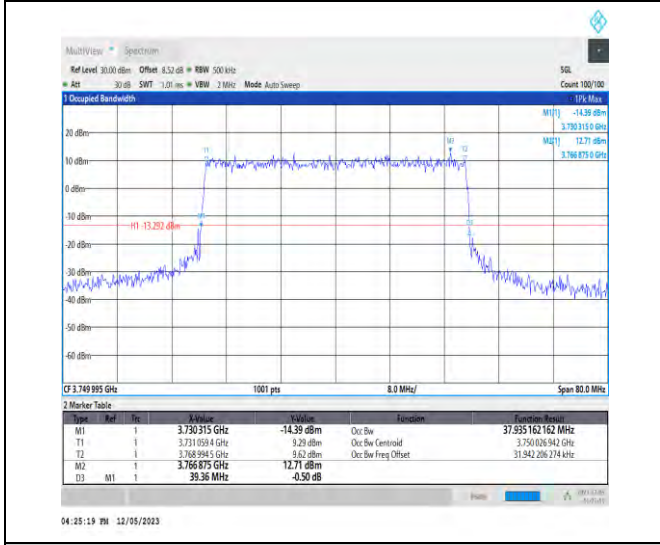 MultiView Spectrum
Ref Level 30.00 dBm Offset 8.52 dB RBW 500 kHz SGL
Att 30 dB SWT 1.01 ms VBW 2 MHz Mode Auto Sweep Count 100/100
1 Occupied Bandwidth 1Pk Max
M1[1] -14.39 dBm
3.730 315 0 GHz
M2[1] 12.71 dBm
3.766 875 0 GHz
20 dBm
M2
T1 T2
10 dBm
0 dBm
-10 dBm
M1
D3
H1 -13.292 dBm
-20 dBm
-30 dBm
-40 dBm
-50 dBm
-60 dBm
CF 3.749 995 GHz 1001 pts 8.0 MHz/ Span 80.0 MHz
2 Marker Table
Type Ref Trc X-Value Y-Value Function Function Result
M1 1 3.730 315 GHz -14.39 dBm Occ Bw 37.935 162 162 MHz
T1 1 3.731 059 4 GHz 9.29 dBm Occ Bw Centroid 3.750 026 942 GHz
T2 1 3.768 994 5 GHz 9.62 dBm Occ Bw Freq Offset 31.942 206 274 kHz
M2 1 3.766 875 GHz 12.71 dBm
D3 M1 1 39.36 MHz -0.50 dB
04:25:19 PM 12/05/2023